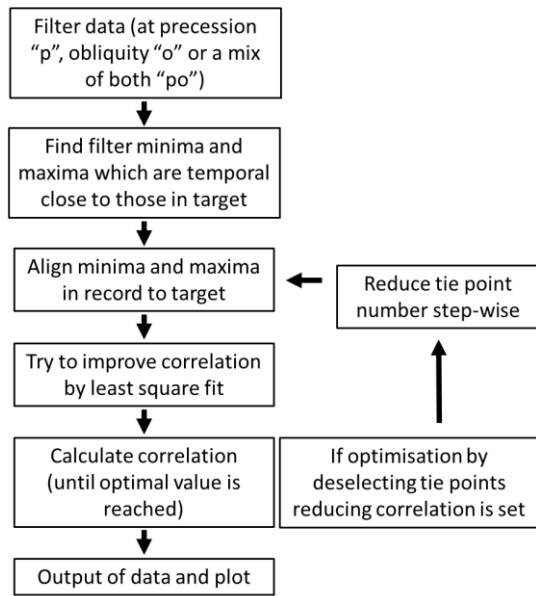 Filter data (at precession
“p”, obliquity “o” or a mix
of both “po”)
Find filter minima and
maxima which are temporal
close to those in target
Align minima and maxima
in record to target
Try to improve correlation
by least square fit
Calculate correlation
(until optimal value is
reached)
Output of data and plot
Reduce tie point
number step-wise
If optimisation by
deselecting tie points
reducing correlation is set